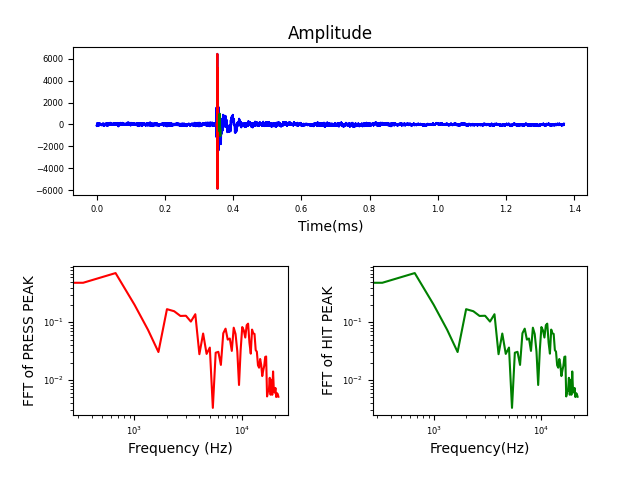 Amplitude
6000
4000
2000
0
−2000
−4000
−6000
0.0 0.2 0.4 0.6 0.8 1.0 1.2 1.4
Time(ms)
FFT of PRESS PEAK
10⁻¹
10⁻²
10³ 10⁴
Frequency (Hz)
FFT of HIT PEAK
10⁻¹
10⁻²
10³ 10⁴
Frequency(Hz)